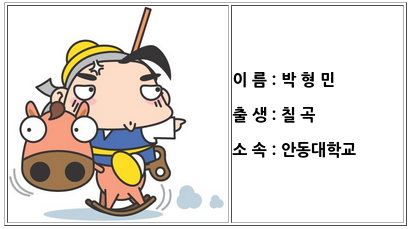 이 름 : 박 형 민
출 생 : 칠 곡
소 속 : 안동대학교